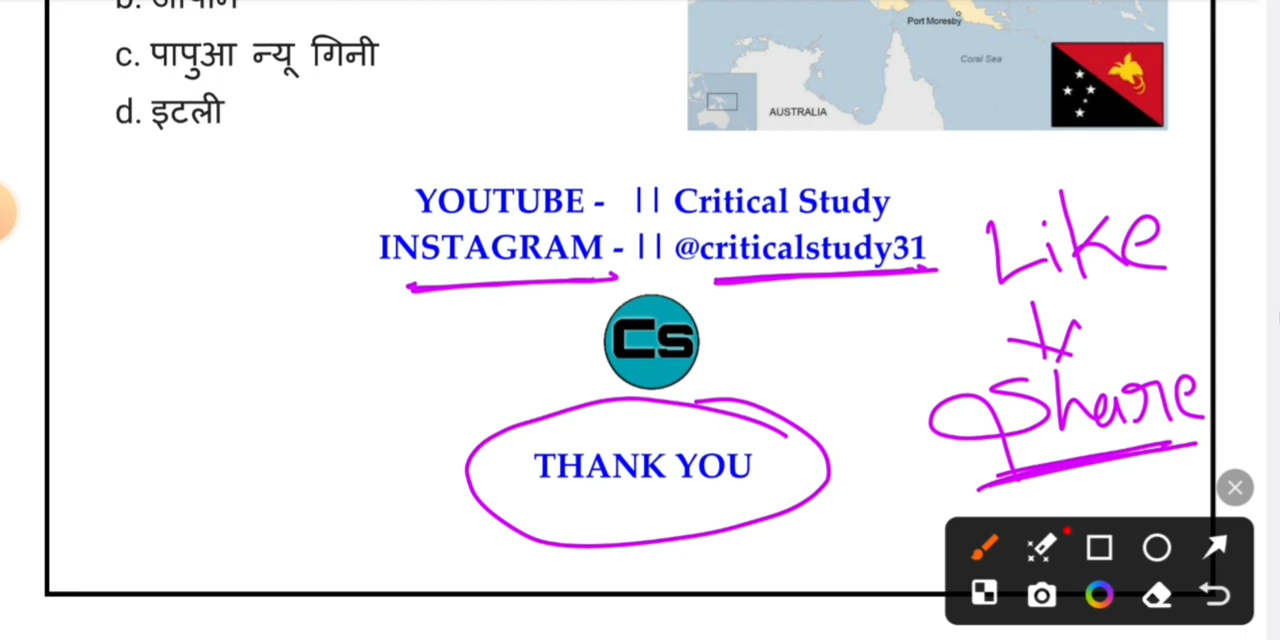 Port Moresby
c. पापुआ न्यू गिनी
Coral Sea
d. इटली
AUSTRALIA
YOUTUBE - || Critical Study
INSTAGRAM - || @criticalstudy31
Like
Share
Cs
THANK YOU